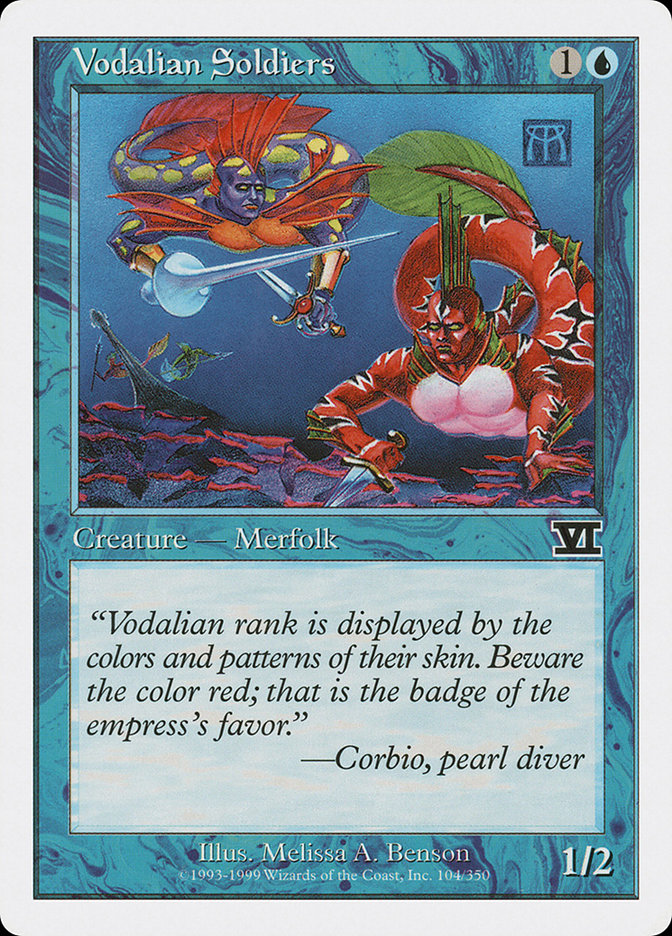 Vodalian Soldiers
1
Creature — Merfolk
VI
“Vodalian rank is displayed by the
colors and patterns of their skin. Beware
the color red; that is the badge of the
empress’s favor.”
—Corbio, pearl diver
Illus. Melissa A. Benson
©1993-1999 Wizards of the Coast, Inc. 104/350
1/2